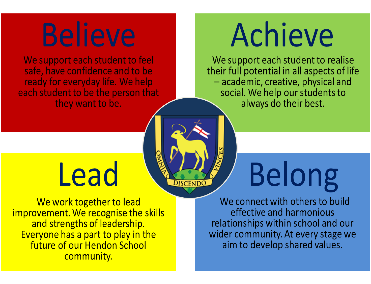 Believe
We support each student to feel
safe, have confidence and to be
ready for everyday life. We help
each student to be the person that
they want to be.
Achieve
We support each student to realise
their full potential in all aspects of life
– academic, creative, physical and
social. We help our students to
always do their best.
OMNIA VINCES
DISCENDO
Lead
We work together to lead
improvement. We recognise the skills
and strengths of leadership.
Everyone has a part to play in the
future of our Hendon School
community.
Belong
We connect with others to build
effective and harmonious
relationships within school and our
wider community. At every stage we
aim to develop shared values.